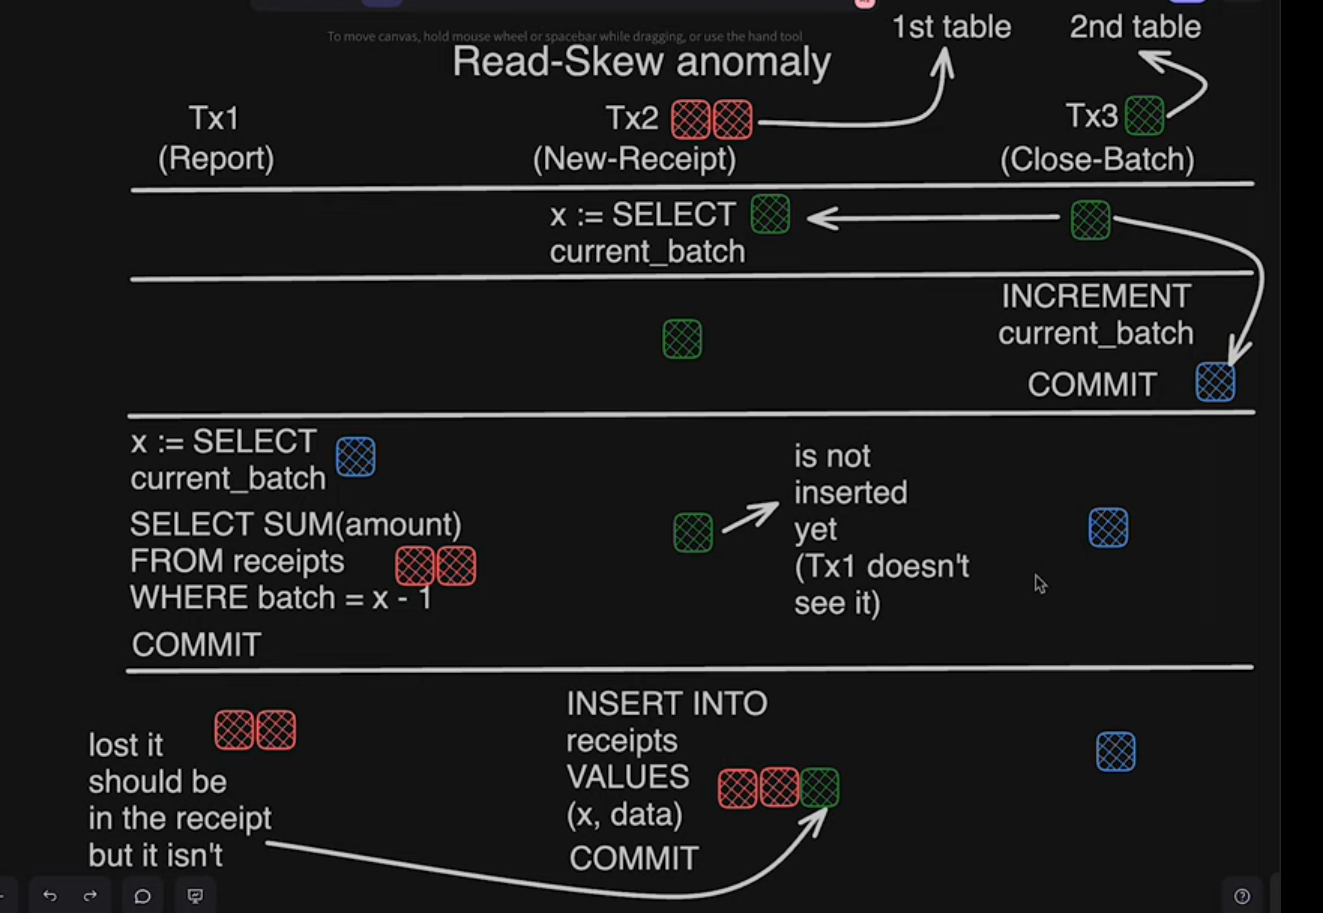 1st table
2nd table
To move canvas, hold mouse wheel or spacebar while dragging, or use the hand tool
Read-Skew anomaly
Tx1
(Report)
Tx2
(New-Receipt)
Tx3
(Close-Batch)
x := SELECT
current_batch
INCREMENT
current_batch
COMMIT
x := SELECT
current_batch
SELECT SUM(amount)
FROM receipts
WHERE batch = x - 1
COMMIT
is not
inserted
yet
(Tx1 doesn't
see it)
lost it
should be
in the receipt
but it isn't
INSERT INTO
receipts
VALUES
(x, data)
COMMIT